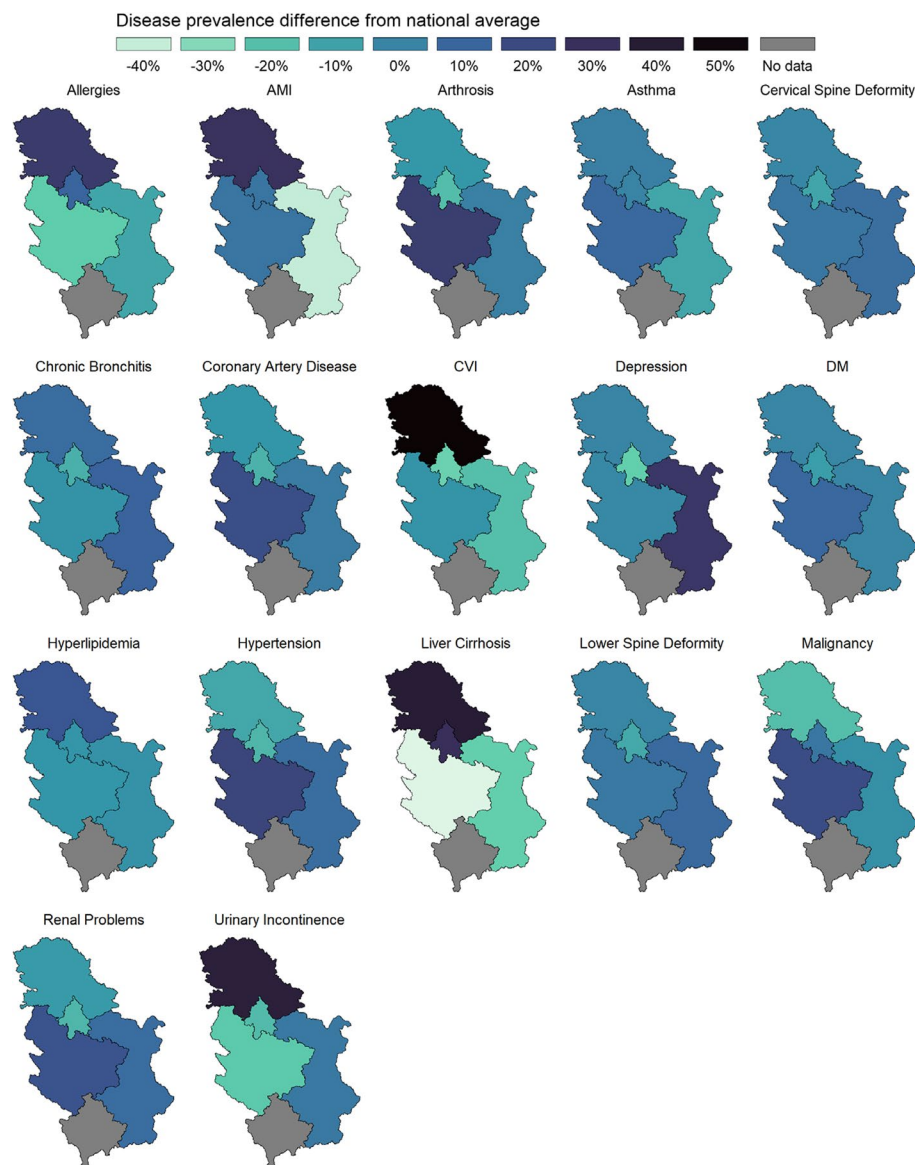 Disease prevalence difference from national average
-40% -30% -20% -10% 0% 10% 20% 30% 40% 50% No data
Allergies AMI Arthrosis Asthma Cervical Spine Deformity
Chronic Bronchitis Coronary Artery Disease CVI Depression DM
Hyperlipidemia Hypertension Liver Cirrhosis Lower Spine Deformity Malignancy
Renal Problems Urinary Incontinence